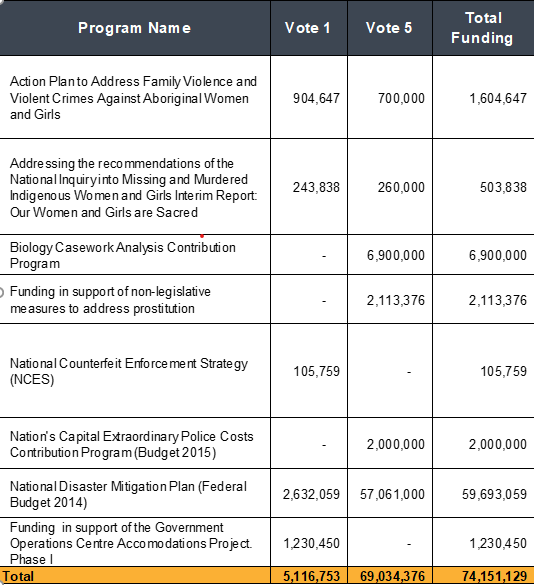 Program Name Vote 1 Vote 5 Total Funding
Action Plan to Address Family Violence and
Violent Crimes Against Aboriginal Women
and Girls
904,647 700,000 1,604,647
Addressing the recommendations of the
National Inquiry into Missing and Murdered
Indigenous Women and Girls Interim Report:
Our Women and Girls are Sacred
243,838 260,000 503,838
Biology Casework Analysis Contribution
Program
- 6,900,000 6,900,000
Funding in support of non-legislative
measures to address prostitution
- 2,113,376 2,113,376
National Counterfeit Enforcement Strategy
(NCES)
105,759 - 105,759
Nation's Capital Extraordinary Police Costs
Contribution Program (Budget 2015)
- 2,000,000 2,000,000
National Disaster Mitigation Plan (Federal
Budget 2014)
2,632,059 57,061,000 59,693,059
Funding in support of the Government
Operations Centre Accomodations Project.
Phase I
1,230,450 - 1,230,450
Total 5,116,753 69,034,376 74,151,129